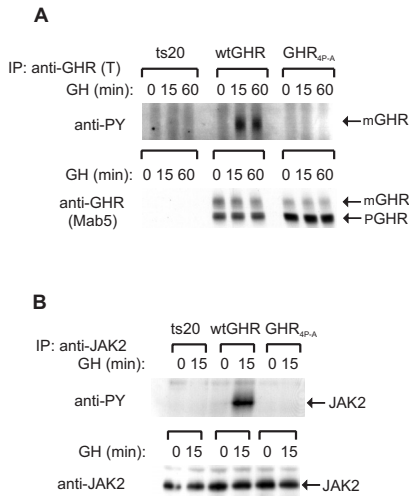 A
ts20 wtGHR GHR4P-A
IP: anti-GHR (T)
GH (min): 0 15 60 0 15 60 0 15 60
anti-PY ←mGHR
GH (min): 0 15 60 0 15 60 0 15 60
anti-GHR ←mGHR
(Mab5) ←PGHR
B
ts20 wtGHR GHR4P-A
IP: anti-JAK2
GH (min): 0 15 0 15 0 15
anti-PY ← JAK2
GH (min): 0 15 0 15 0 15
anti-JAK2 ←JAK2